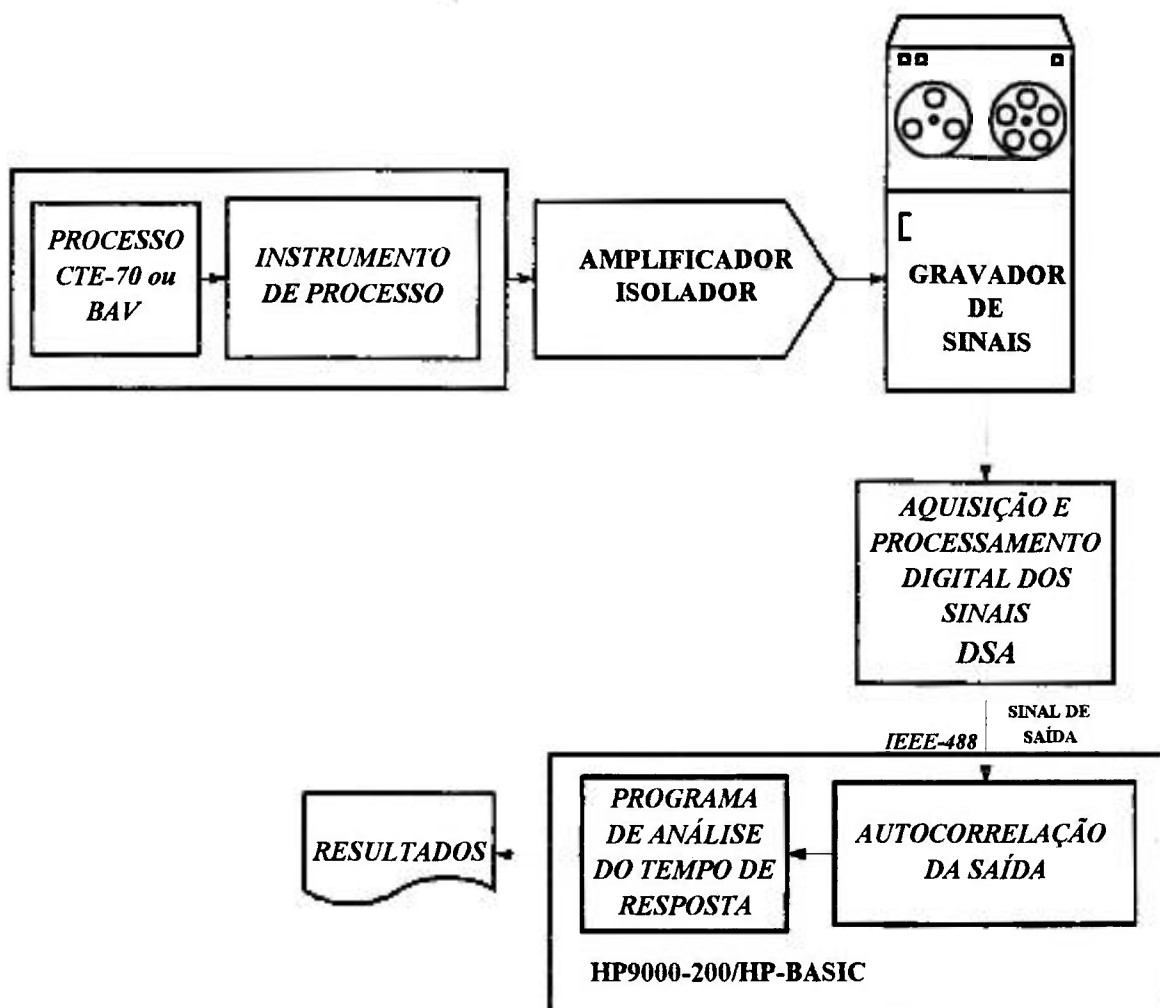 PROCESSO
CTE-70 ou
BAV
INSTRUMENTO
DE PROCESSO
AMPLIFICADOR
ISOLADOR
GRAVADOR
DE
SINAIS
AQUISIÇÃO E
PROCESSAMENTO
DIGITAL DOS
SINAIS
DSA
SINAL DE
SAÍDA
IEEE-488
AUTOCORRELAÇÃO
DA SAÍDA
PROGRAMA
DE ANÁLISE
DO TEMPO DE
RESPOSTA
RESULTADOS
HP9000-200/HP-BASIC